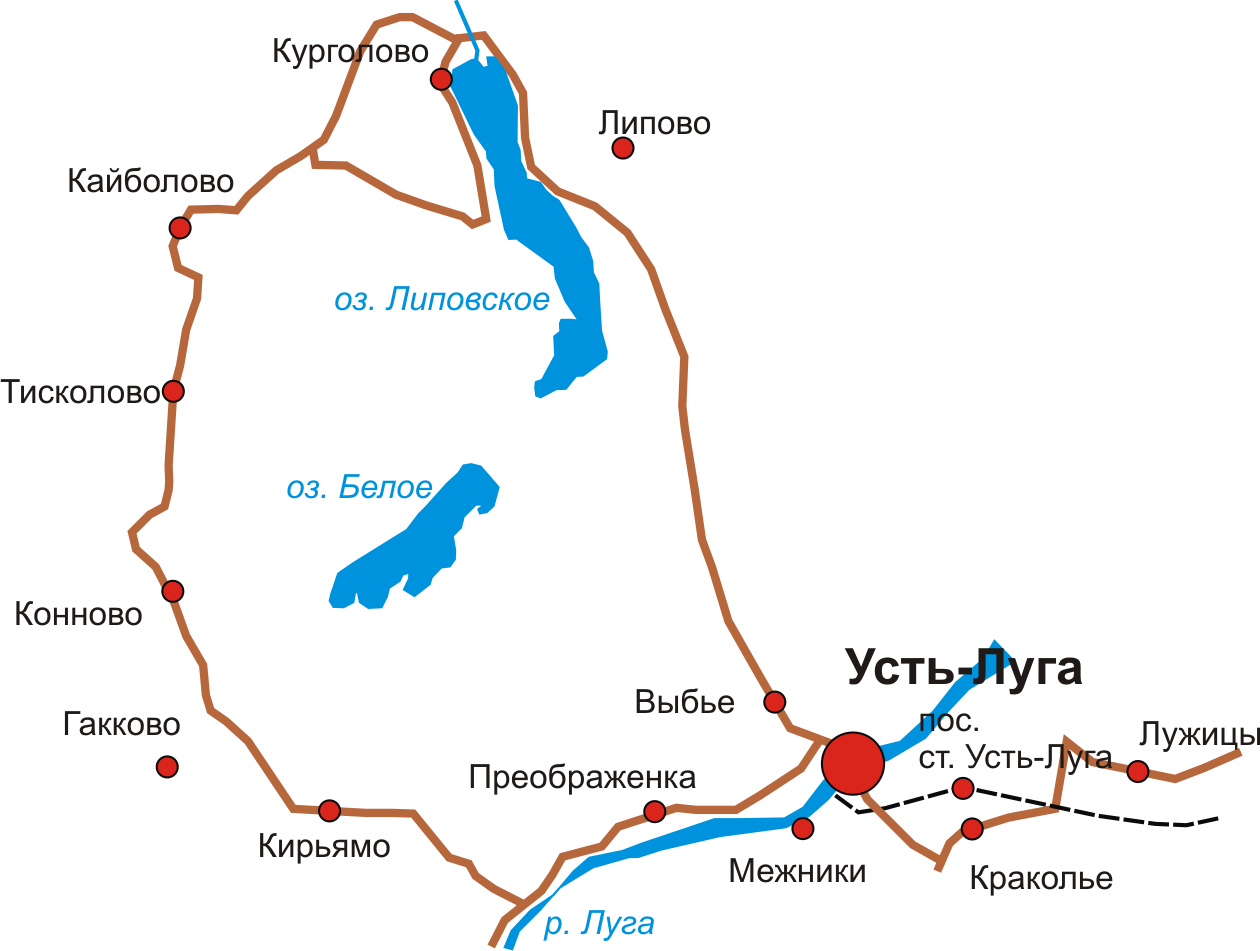 Курголово
Липово
Кайболово
оз. Липовское
Тисколово
оз. Белое
Конново
Усть-Луга
Выбье
Гакково
пос.
ст. Усть-Луга
Лужицы
Преображенка
Кирьямо
Межники
Краколье
р. Луга